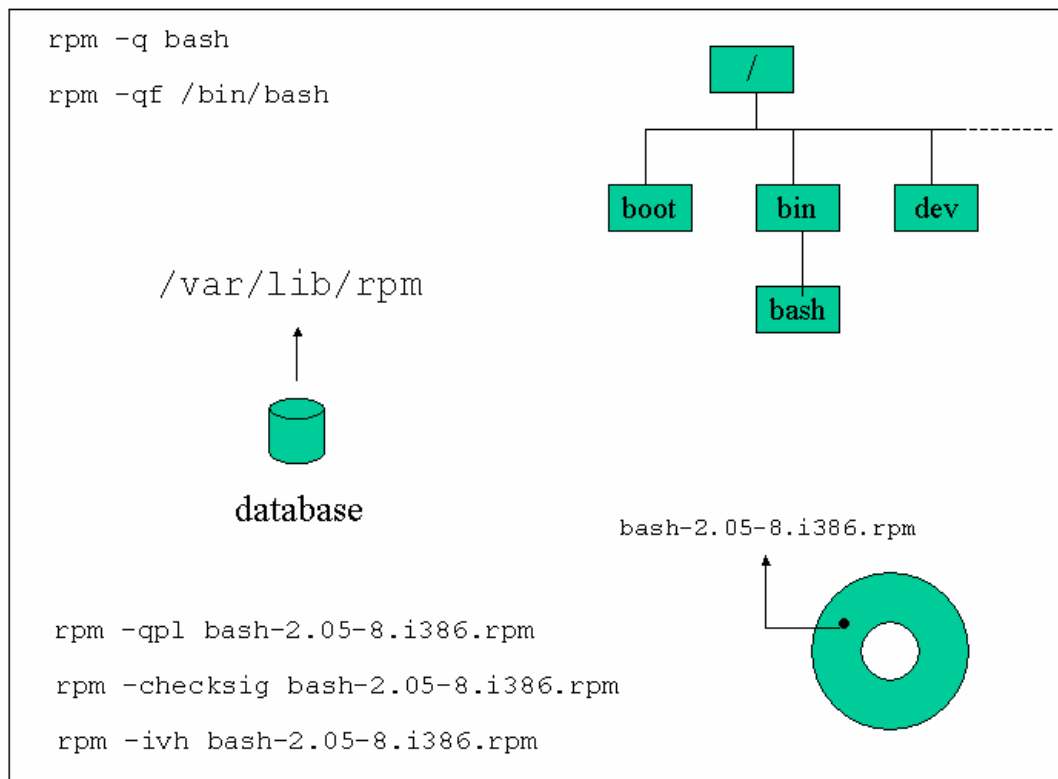 rpm -q bash
rpm -qf /bin/bash
/
boot
bin
dev
bash
/var/lib/rpm
database
bash-2.05-8.i386.rpm
rpm -qpl bash-2.05-8.i386.rpm
rpm -checksig bash-2.05-8.i386.rpm
rpm -ivh bash-2.05-8.i386.rpm